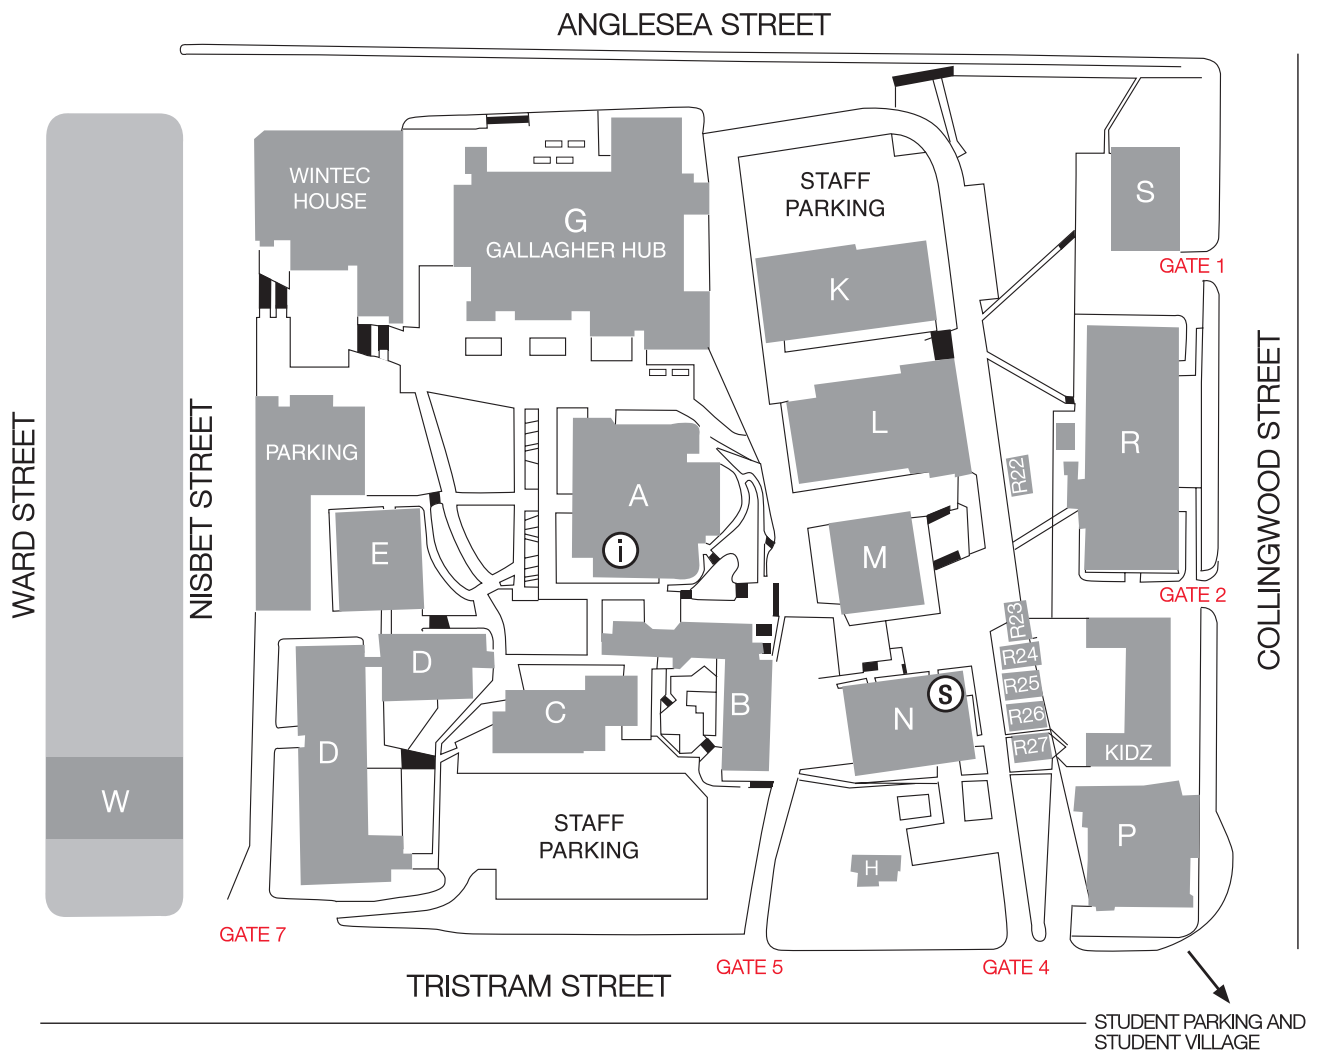 ANGLESEA STREET
WINTEC
HOUSE
STAFF
PARKING
S
G
GALLAGHER HUB
GATE 1
K
WARD STREET
NISBET STREET
COLLINGWOOD STREET
PARKING
L
R
R22
A
i
E
M
GATE 2
R23
D
R24
R25
S
B
C
N
R26
D
R27
KIDZ
W
STAFF
PARKING
P
H
GATE 7
GATE 5
GATE 4
TRISTRAM STREET
STUDENT PARKING AND
STUDENT VILLAGE